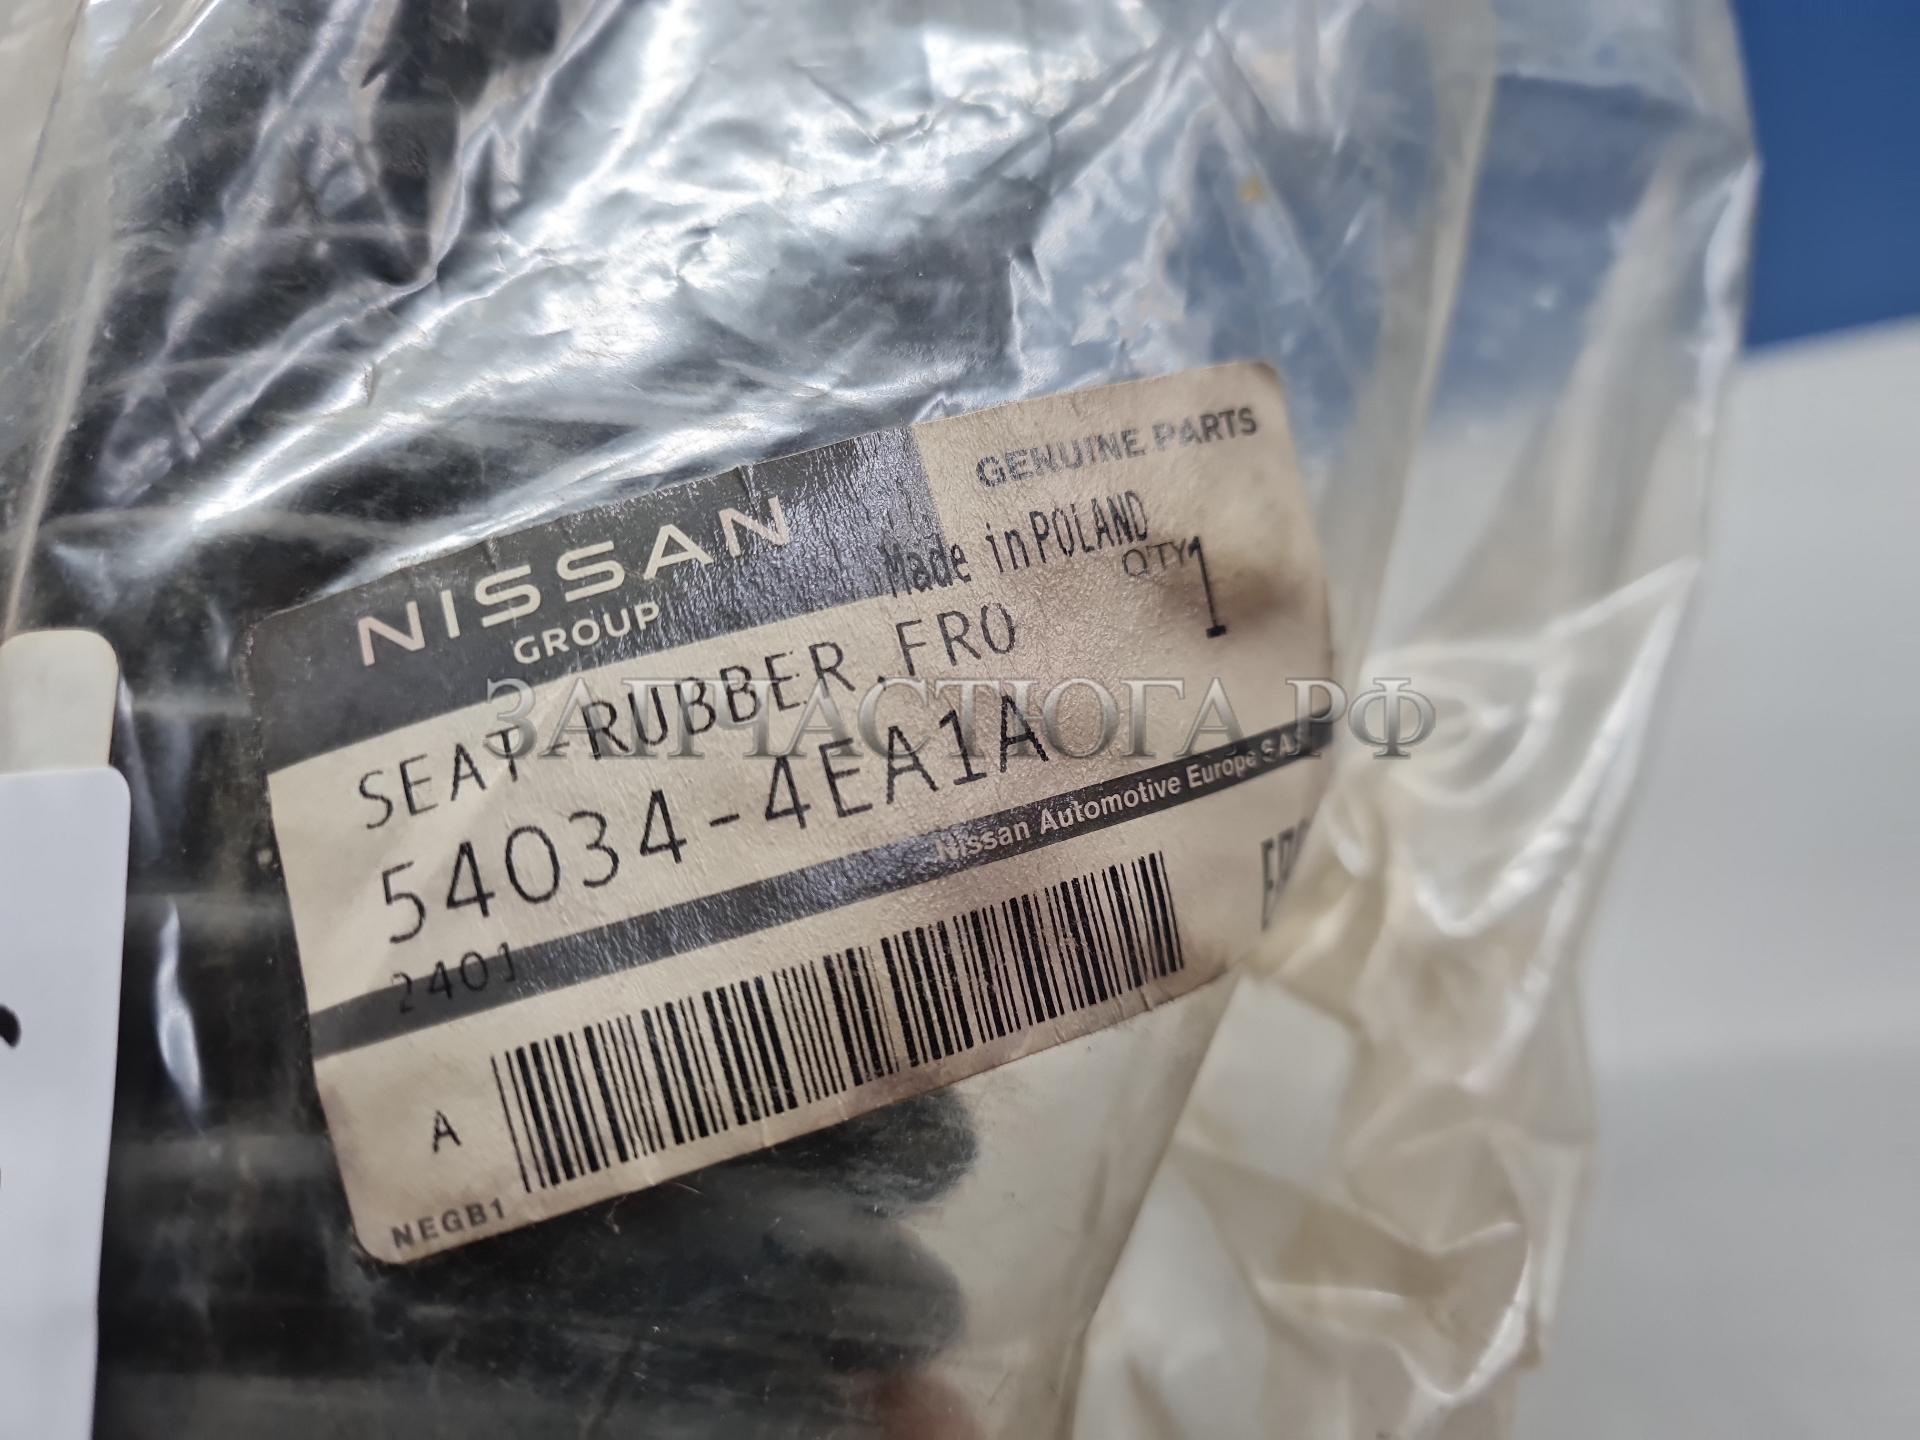 GENUINE PARTS
NISSAN
GROUP
Made in POLAND
Q'TY 1
SEAT-RUBBER,FRO
ЗАПЧАСТЮГА.РФ
54034-4EA1A
Nissan Automotive Europe SAS
2401
A
NEGB1